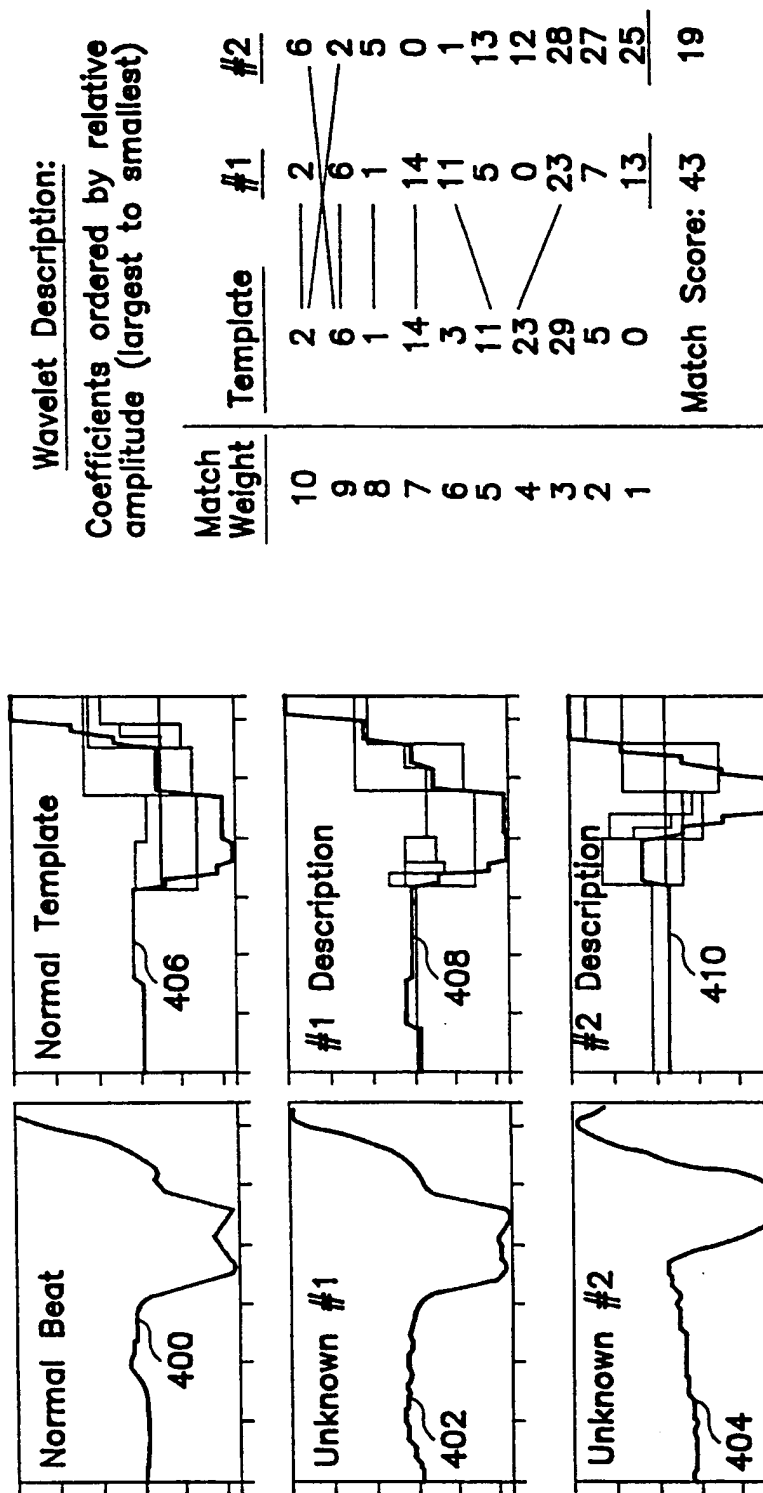 Normal Beat
400
Normal Template
406
Unknown #1
402
#1 Description
408
Unknown #2
404
#2 Description
410
Wavelet Description:
Coefficients ordered by relative
amplitude (largest to smallest)
Match
Weight Template #1 #2
10 2 2 6
9 6 6 2
8 1 1 5
7 14 14 0
6 3 11 1
5 11 5 13
4 23 0 12
3 29 23 28
2 5 7 27
1 0 13 25
Match Score: 43 19